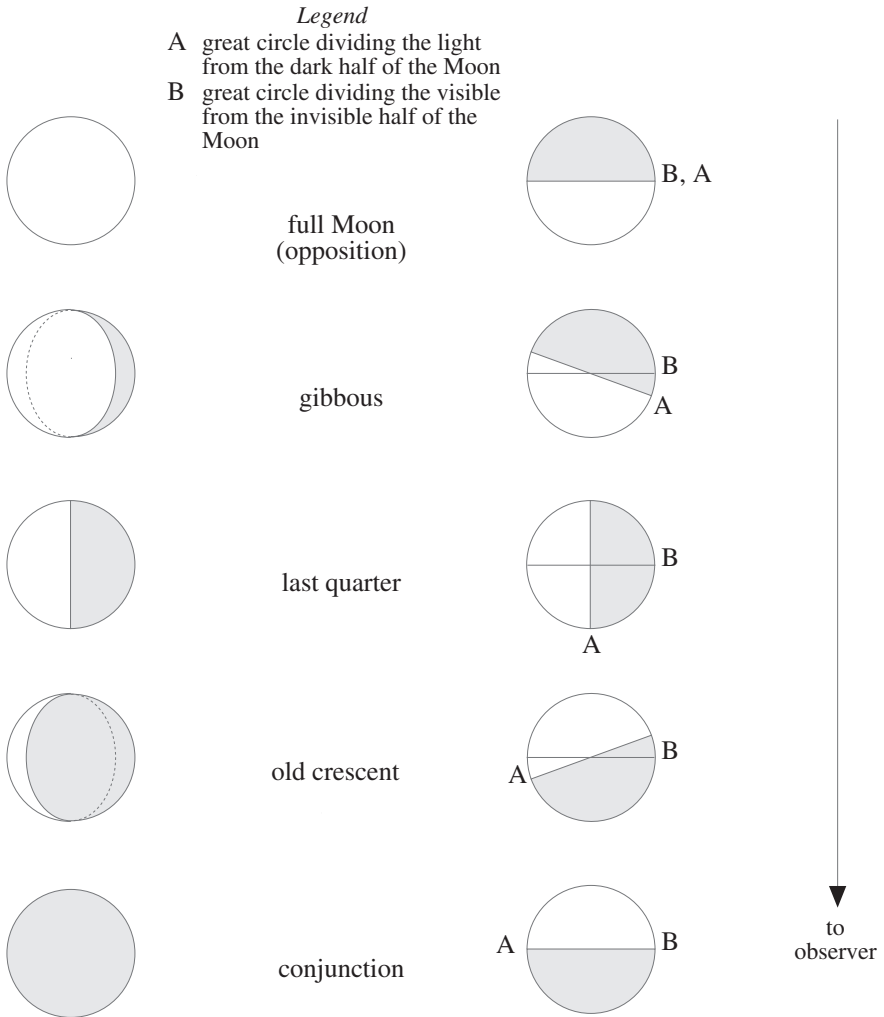 Legend
A great circle dividing the light
from the dark half of the Moon
B great circle dividing the visible
from the invisible half of the
Moon
B, A
full Moon
(opposition)
B
gibbous
A
B
last quarter
A
B
old crescent
A
A
B
conjunction
to
observer